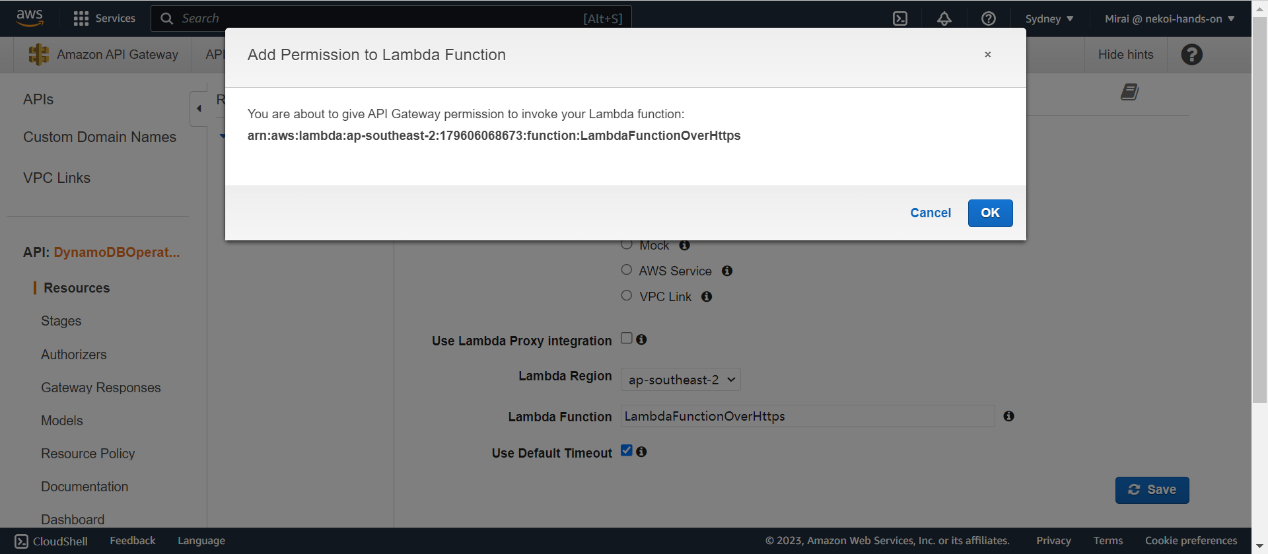 aws
Services
Search
[Alt+S]
Sydney
Mirai @ nekoi-hands-on
Amazon API Gateway
Hide hints
?
Add Permission to Lambda Function
×
You are about to give API Gateway permission to invoke your Lambda function:
arn:aws:lambda:ap-southeast-2:179606068673:function:LambdaFunctionOverHttps
Cancel
OK
APIs
Custom Domain Names
VPC Links
API: DynamoDBOperat...
Resources
Stages
Authorizers
Gateway Responses
Models
Resource Policy
Documentation
Dashboard
Mock
AWS Service
VPC Link
Use Lambda Proxy integration
Lambda Region
ap-southeast-2
Lambda Function
LambdaFunctionOverHttps
Use Default Timeout
Save
CloudShell
Feedback
Language
© 2023, Amazon Web Services, Inc. or its affiliates.
Privacy
Terms
Cookie preferences